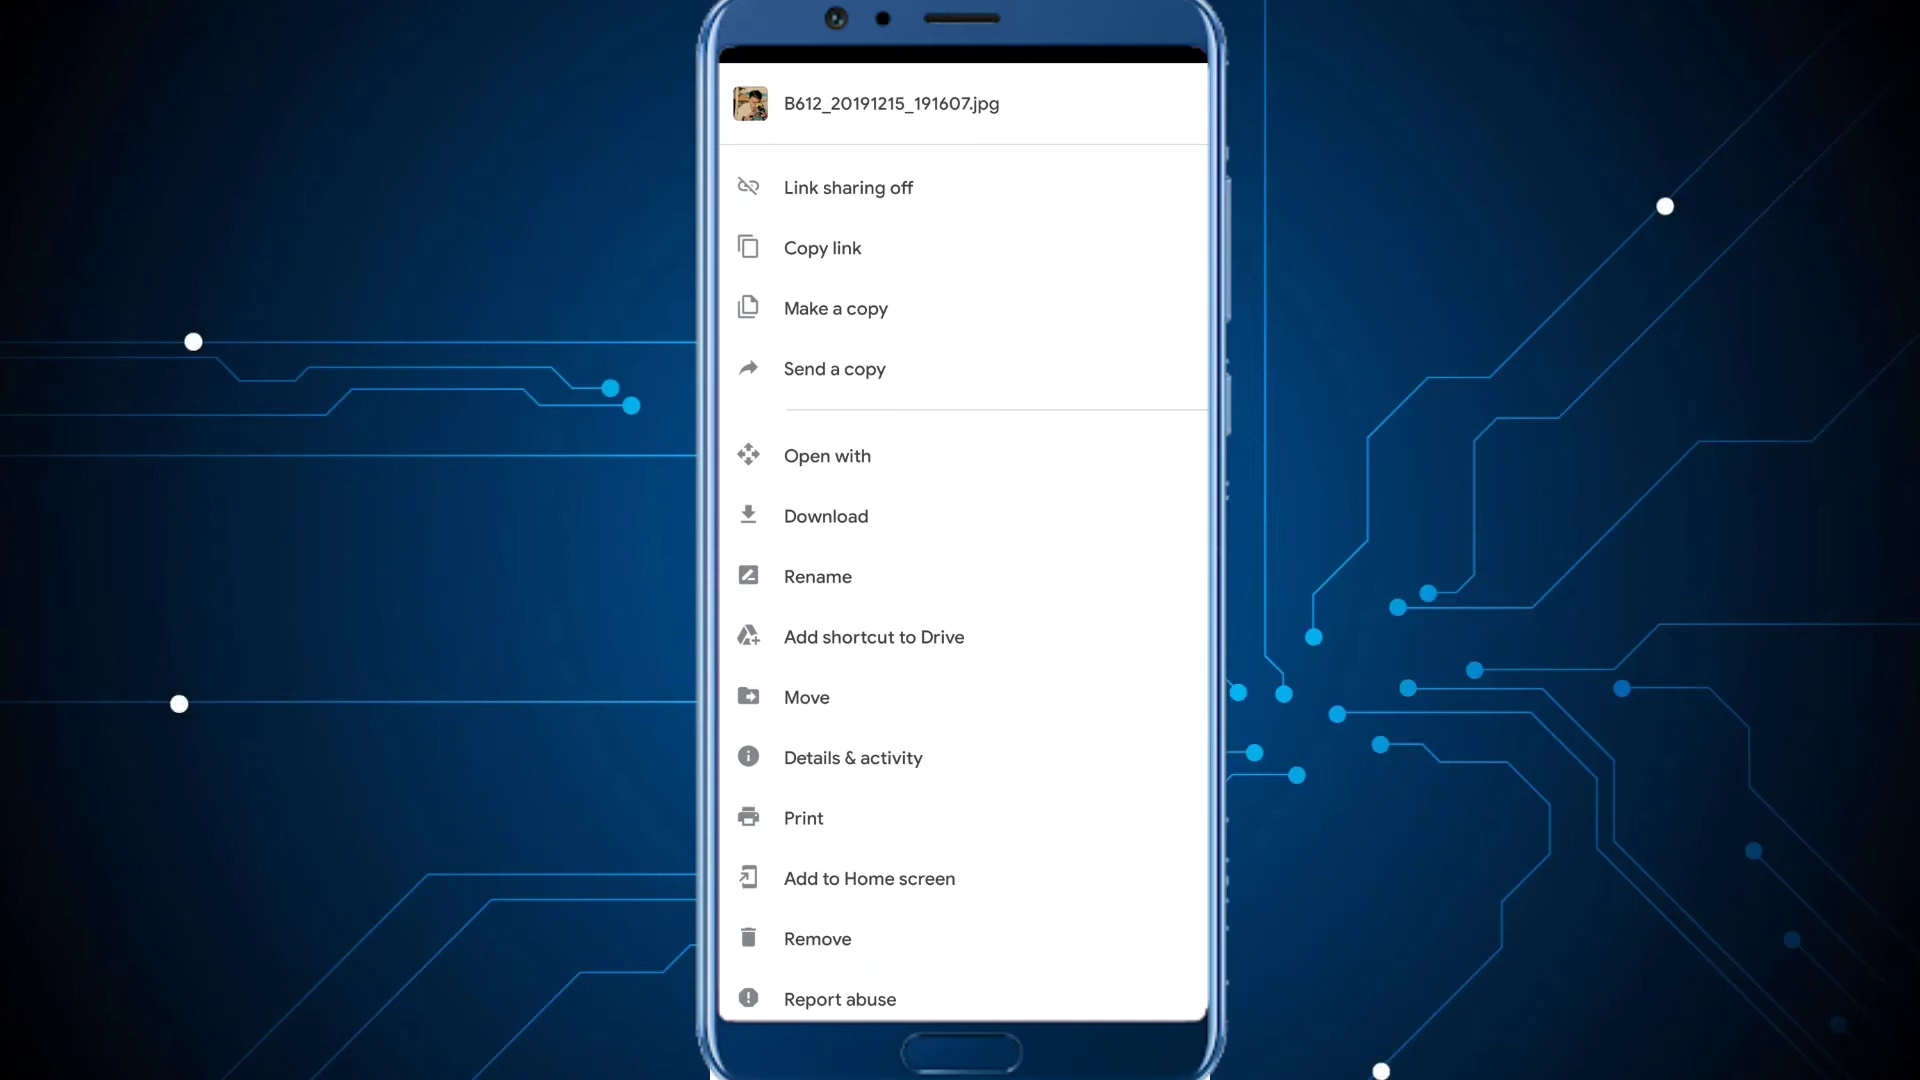 B612_20191215_191607.jpg
Link sharing off
Copy link
Make a copy
Send a copy
Open with
Download
Rename
Add shortcut to Drive
Move
Details & activity
Print
Add to Home screen
Remove
Report abuse